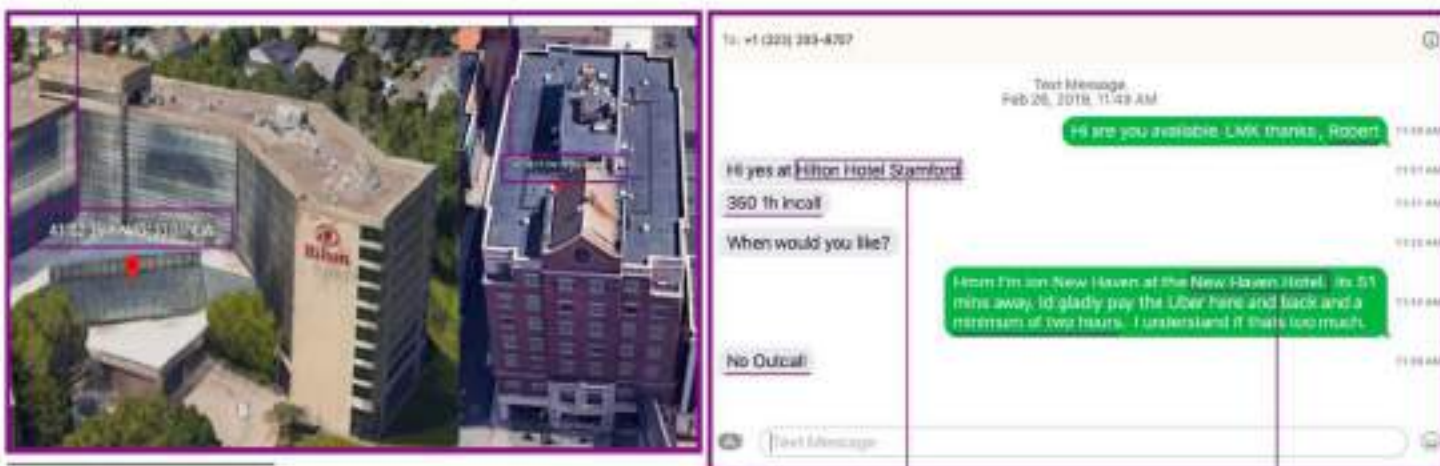 Hilton
To: +1 (323) 203-8707
Text Message
Feb 26, 2019, 11:49 AM
Hi are you available. LMK thanks, Robert
Hi yes at Hilton Hotel Stamford
360 1h incall
When would you like?
I'm on New Haven at the New Haven Hotel its 51
mins away. Id gladly pay the Uber here and back and a
minimum of two hours. I understand if thats too much.
No Outcall
Text Message